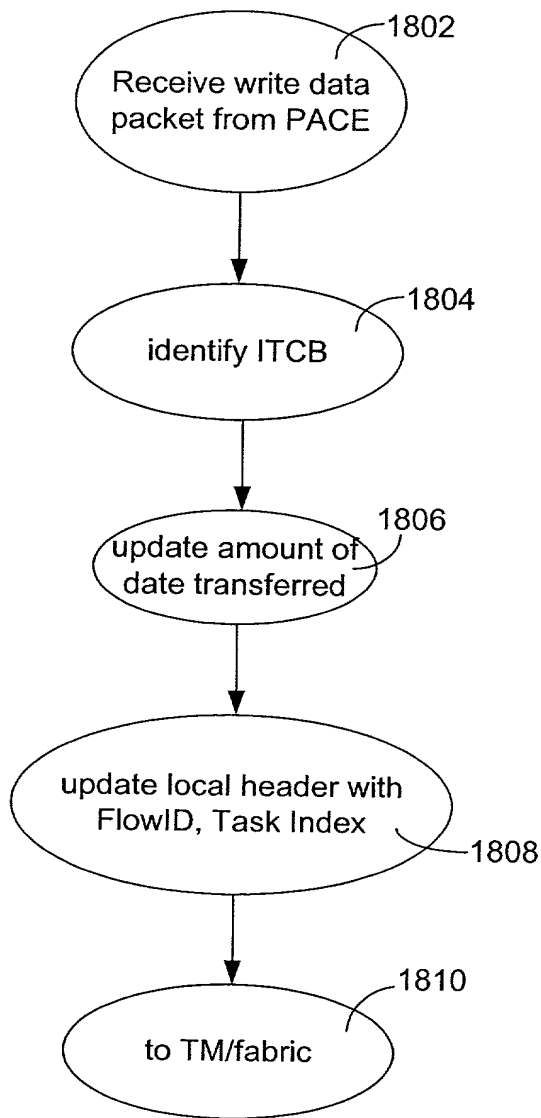 1802
Receive write data
packet from PACE
1804
identify ITCB
1806
update amount of
date transferred
update local header with
FlowID, Task Index
1808
1810
to TM/fabric